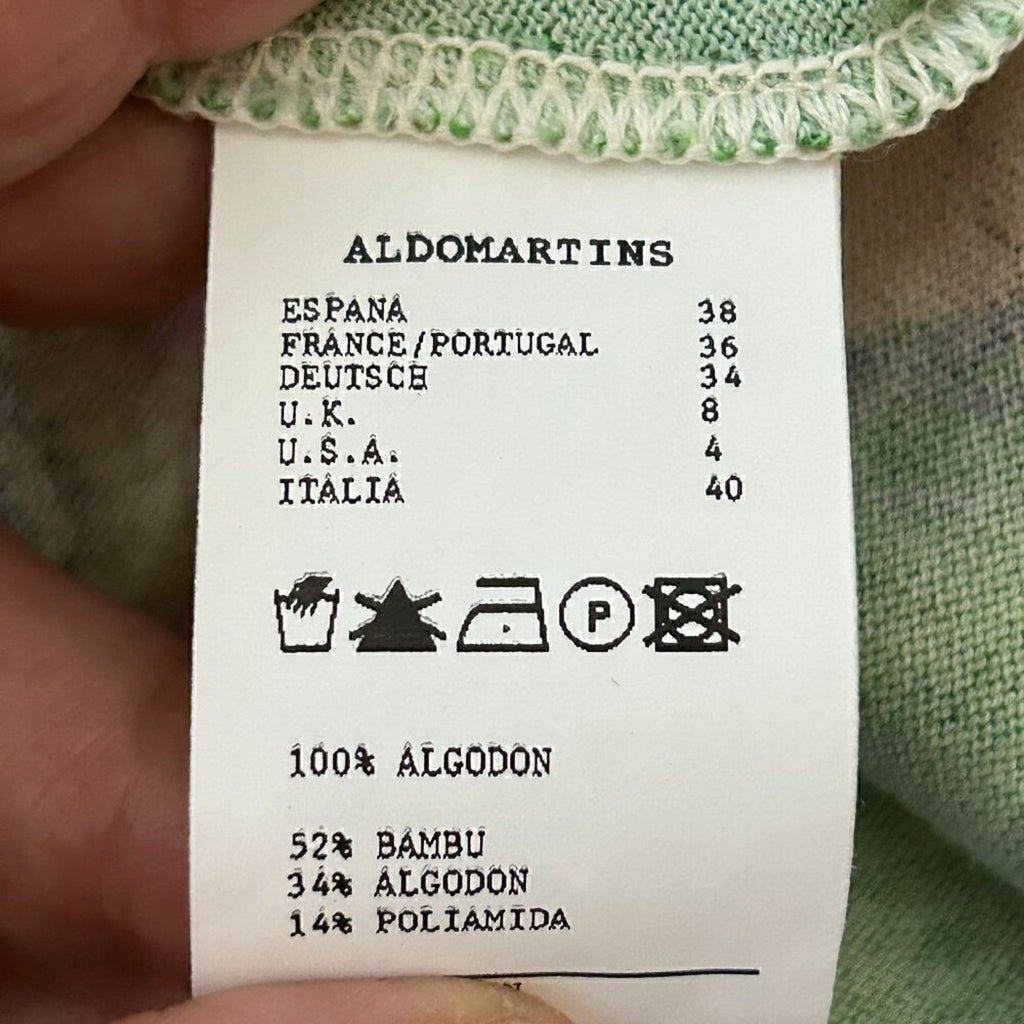 ALDOMARTINS
ESPANA 38
FRANCE/PORTUGAL 36
DEUTSCH 34
U.K. 8
U.S.A. 4
ITALIA 40
P
100% ALGODON
52% BAMBU
34% ALGODON
14% POLIAMIDA